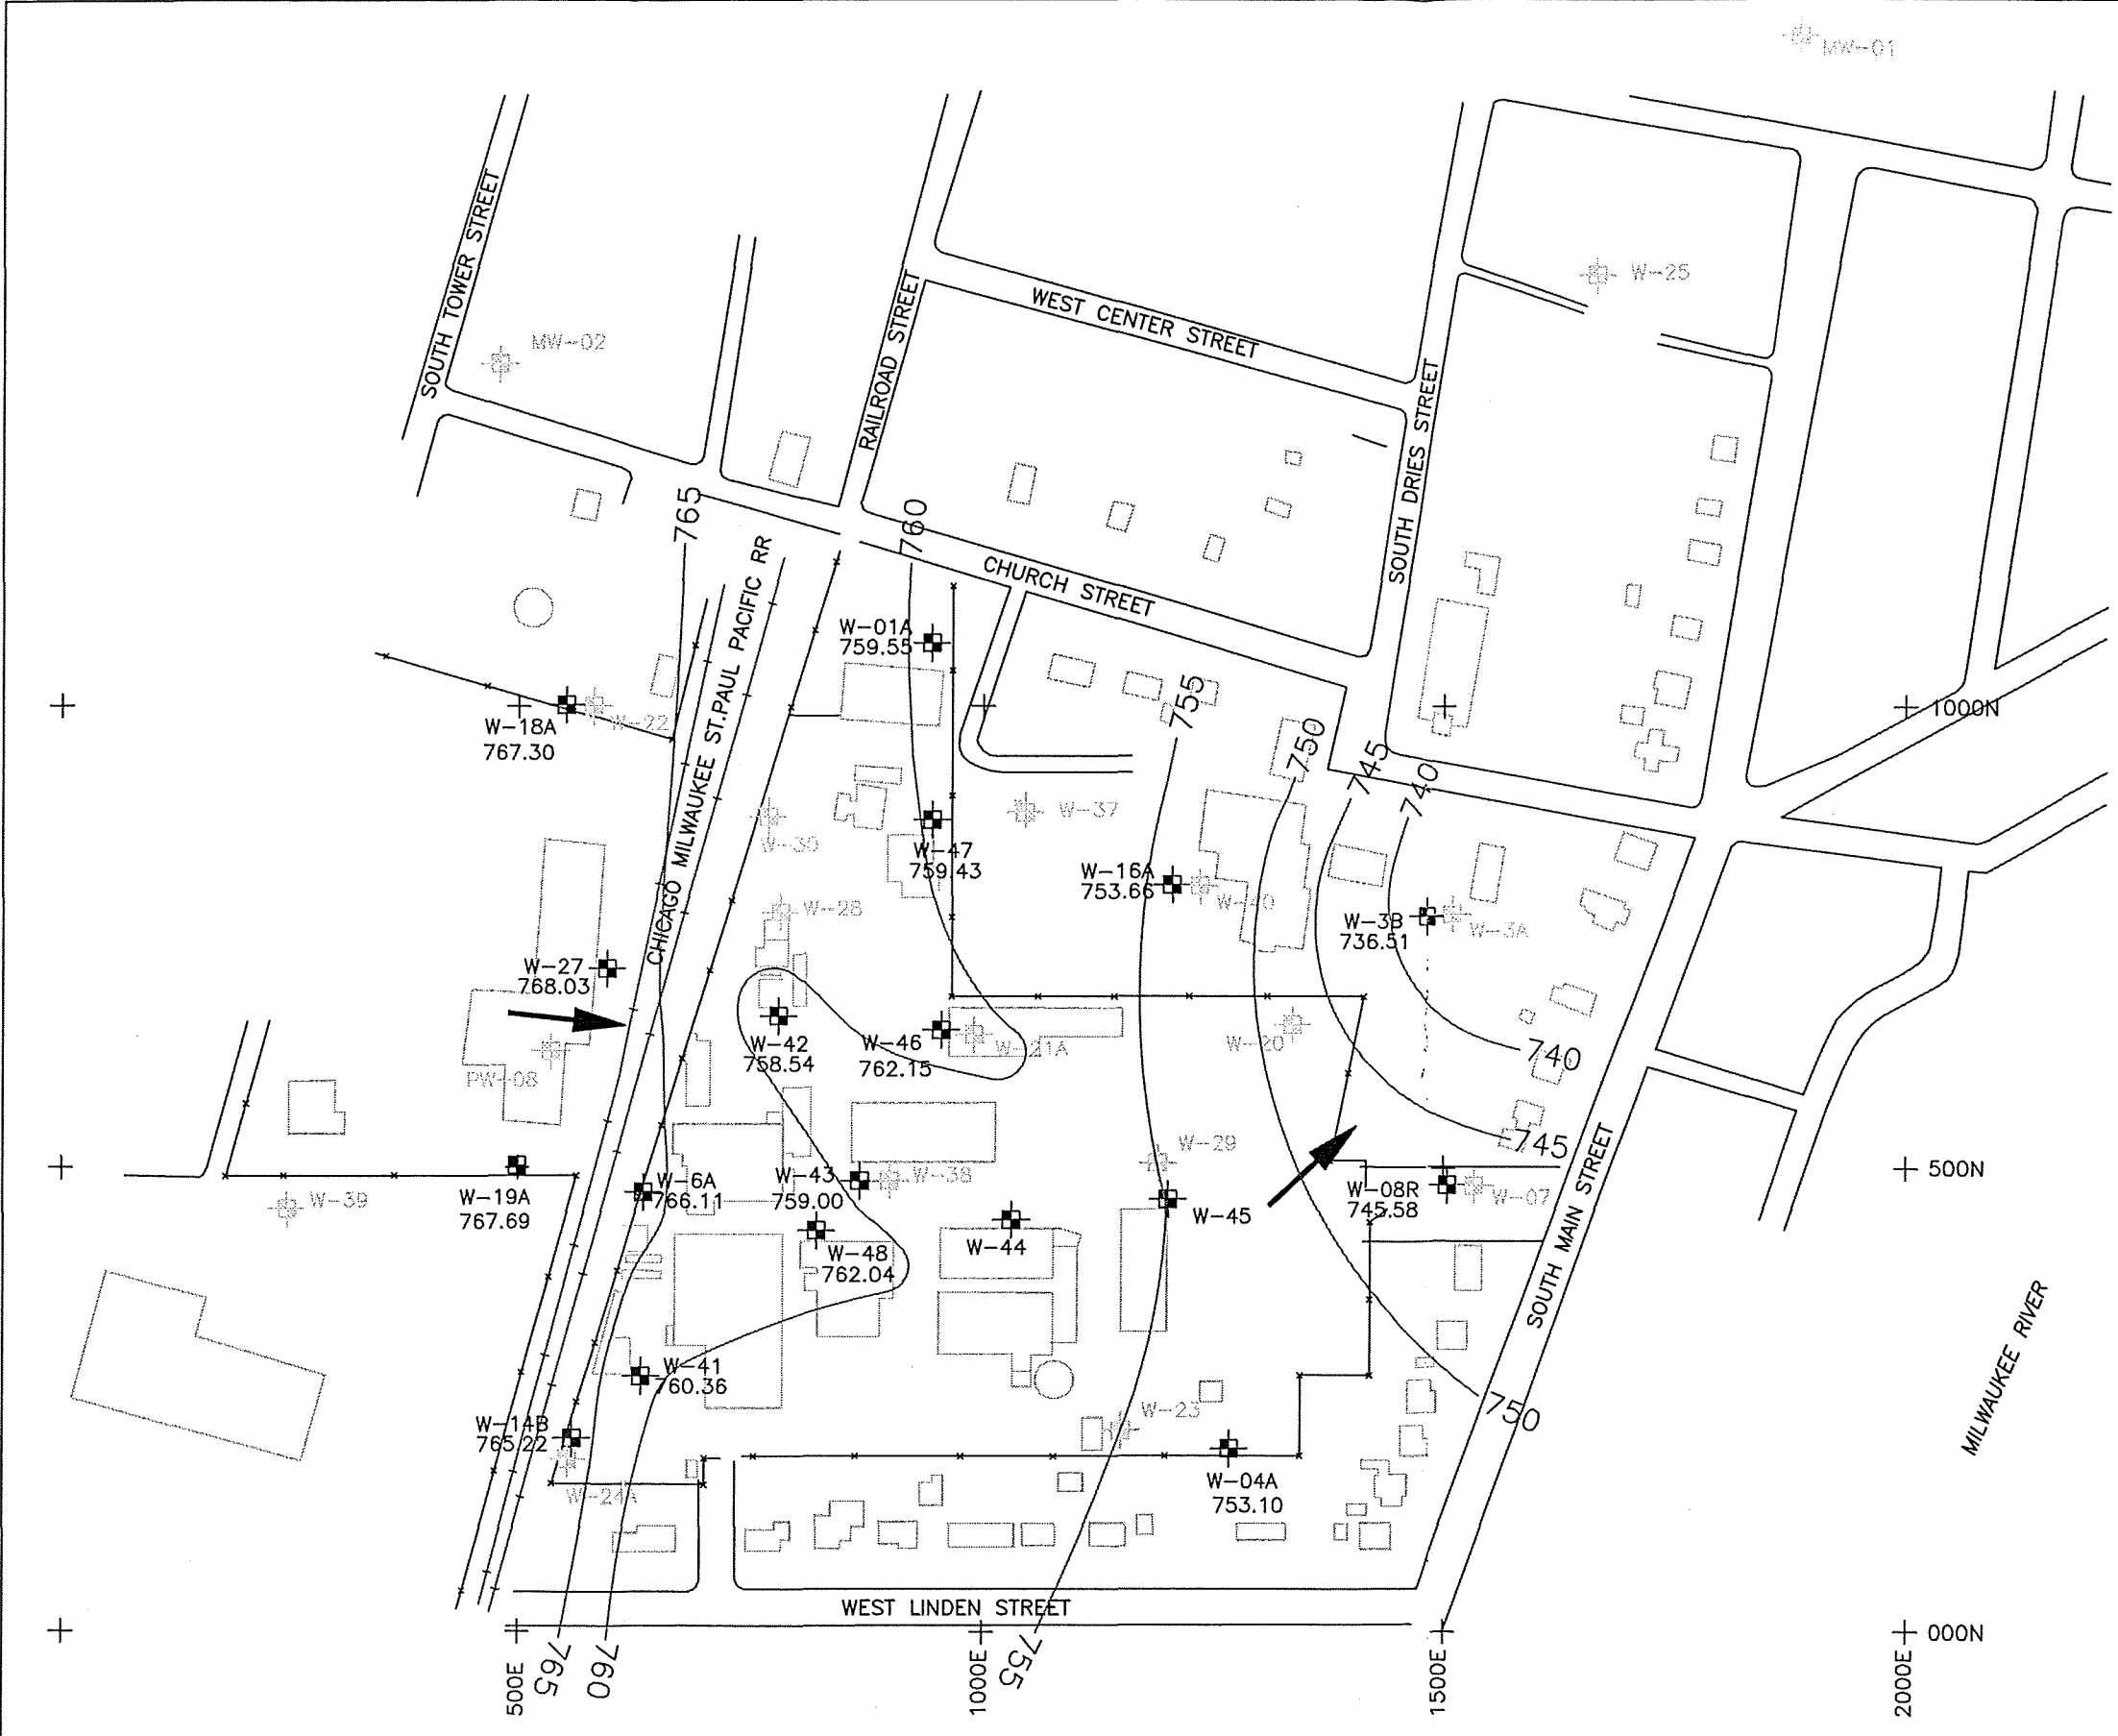 MW-01
SOUTH TOWER STREET
MW-02
RAILROAD STREET
WEST CENTER STREET
W-25
SOUTH DRIES STREET
765
760
CHURCH STREET
CHICAGO MILWAUKEE ST.PAUL PACIFIC RR
W-01A
759.55
W-18A
767.30
W-22
755
750
745
740
1000N
W-30
W-37
W-47
759.43
W-16A
753.66
W-40
W-28
W-3B
736.51
W-3A
W-27
768.03
W-42
758.54
W-46
762.15
W-21A
W-20
740
PW-08
745
W-29
W-39
W-19A
767.69
W-6A
766.11
W-43
759.00
W-38
W-48
762.04
W-44
W-45
W-08R
745.58
W-07
500N
SOUTH MAIN STREET
MILWAUKEE RIVER
W-41
760.36
W-14B
765.22
W-24A
W-23
750
W-04A
753.10
WEST LINDEN STREET
000N
500E
765
760
1000E
755
1500E
2000E